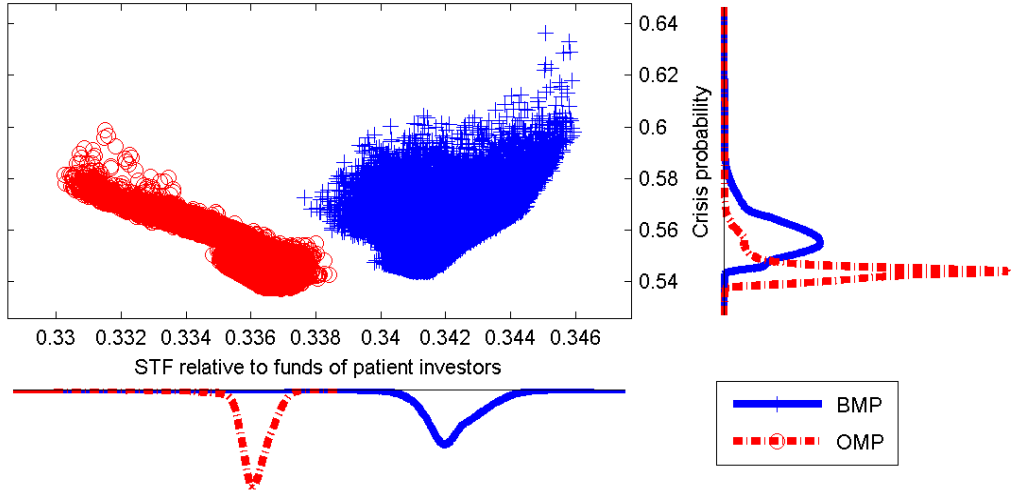 0.64
0.62
0.6
0.58
0.56
0.54
Crisis probability
0.33 0.332 0.334 0.336 0.338 0.34 0.342 0.344 0.346
STF relative to funds of patient investors
BMP
OMP